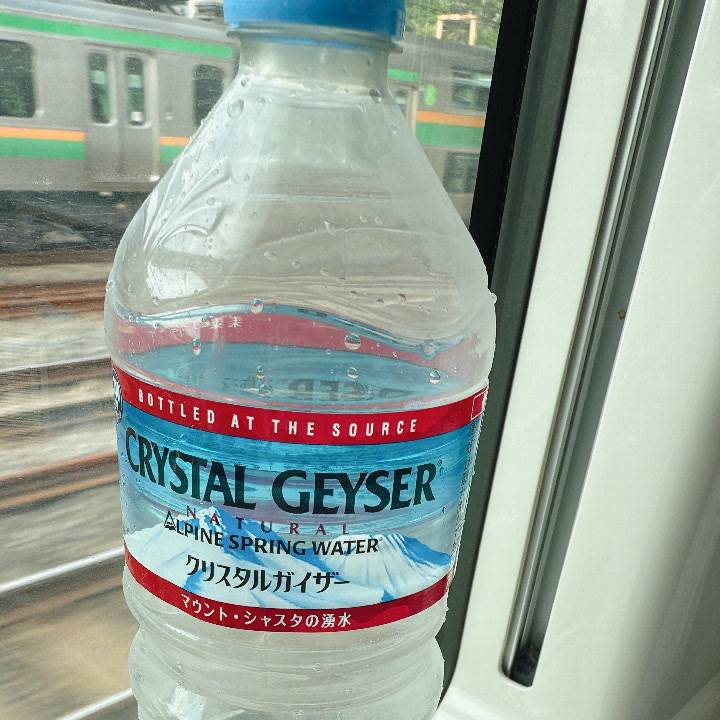 BOTTLED AT THE SOURCE
CRYSTAL GEYSER®
NATURAL
ALPINE SPRING WATER®
クリスタルガイザー
マウント・シャスタの湧水